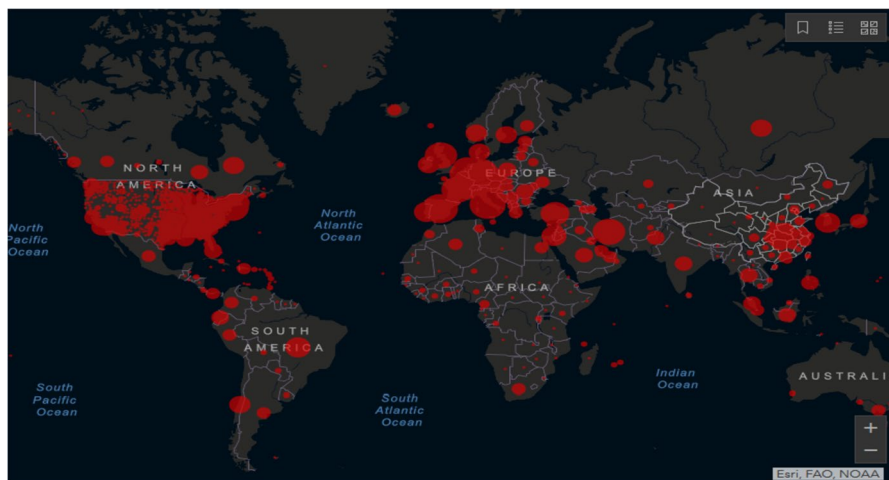 NORTH
AMERICA
EUROPE
ASIA
North
Pacific
Ocean
North
Atlantic
Ocean
AFRICA
SOUTH
AMERICA
Indian
Ocean
AUSTRALI
South
Pacific
Ocean
South
Atlantic
Ocean
Esri, FAO, NOAA